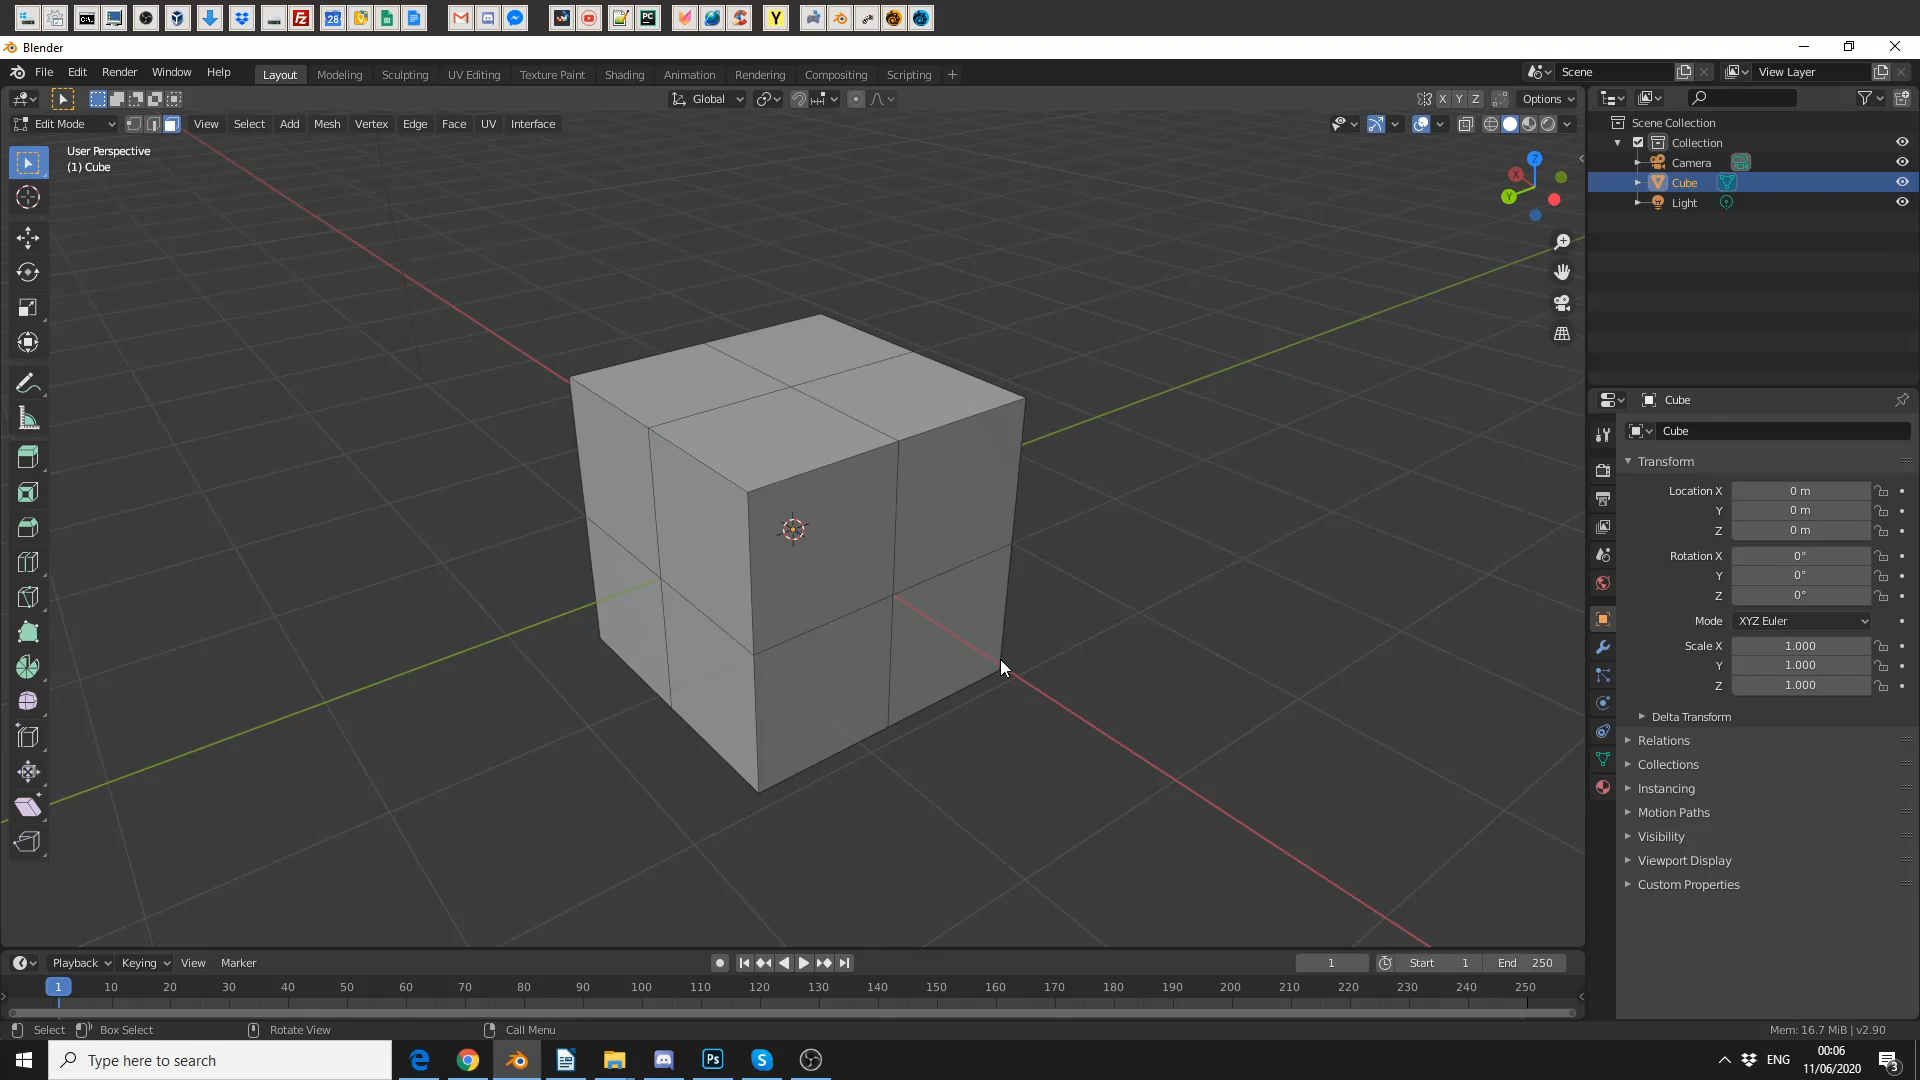 C:\_
FZ
28
PC
Y
Blender
File Edit Render Window Help Layout Modeling Sculpting UV Editing Texture Paint Shading Animation Rendering Compositing Scripting + Scene View Layer
Global X Y Z Options
Edit Mode View Select Add Mesh Vertex Edge Face UV Interface
User Perspective
(1) Cube
Z
X
Y
Scene Collection
Collection
Camera
Cube
Light
Cube
Cube
Transform
Location X 0 m
Y 0 m
Z 0 m
Rotation X 0°
Y 0°
Z 0°
Mode XYZ Euler
Scale X 1.000
Y 1.000
Z 1.000
Delta Transform
Relations
Collections
Instancing
Motion Paths
Visibility
Viewport Display
Custom Properties
Playback Keying View Marker 1 Start 1 End 250
1 10 20 30 40 50 60 70 80 90 100 110 120 130 140 150 160 170 180 190 200 210 220 230 240 250
Select Box Select Rotate View Call Menu Mem: 16.7 MiB | v2.90
Type here to search
Ps
ENG
00:06
11/06/2020
3